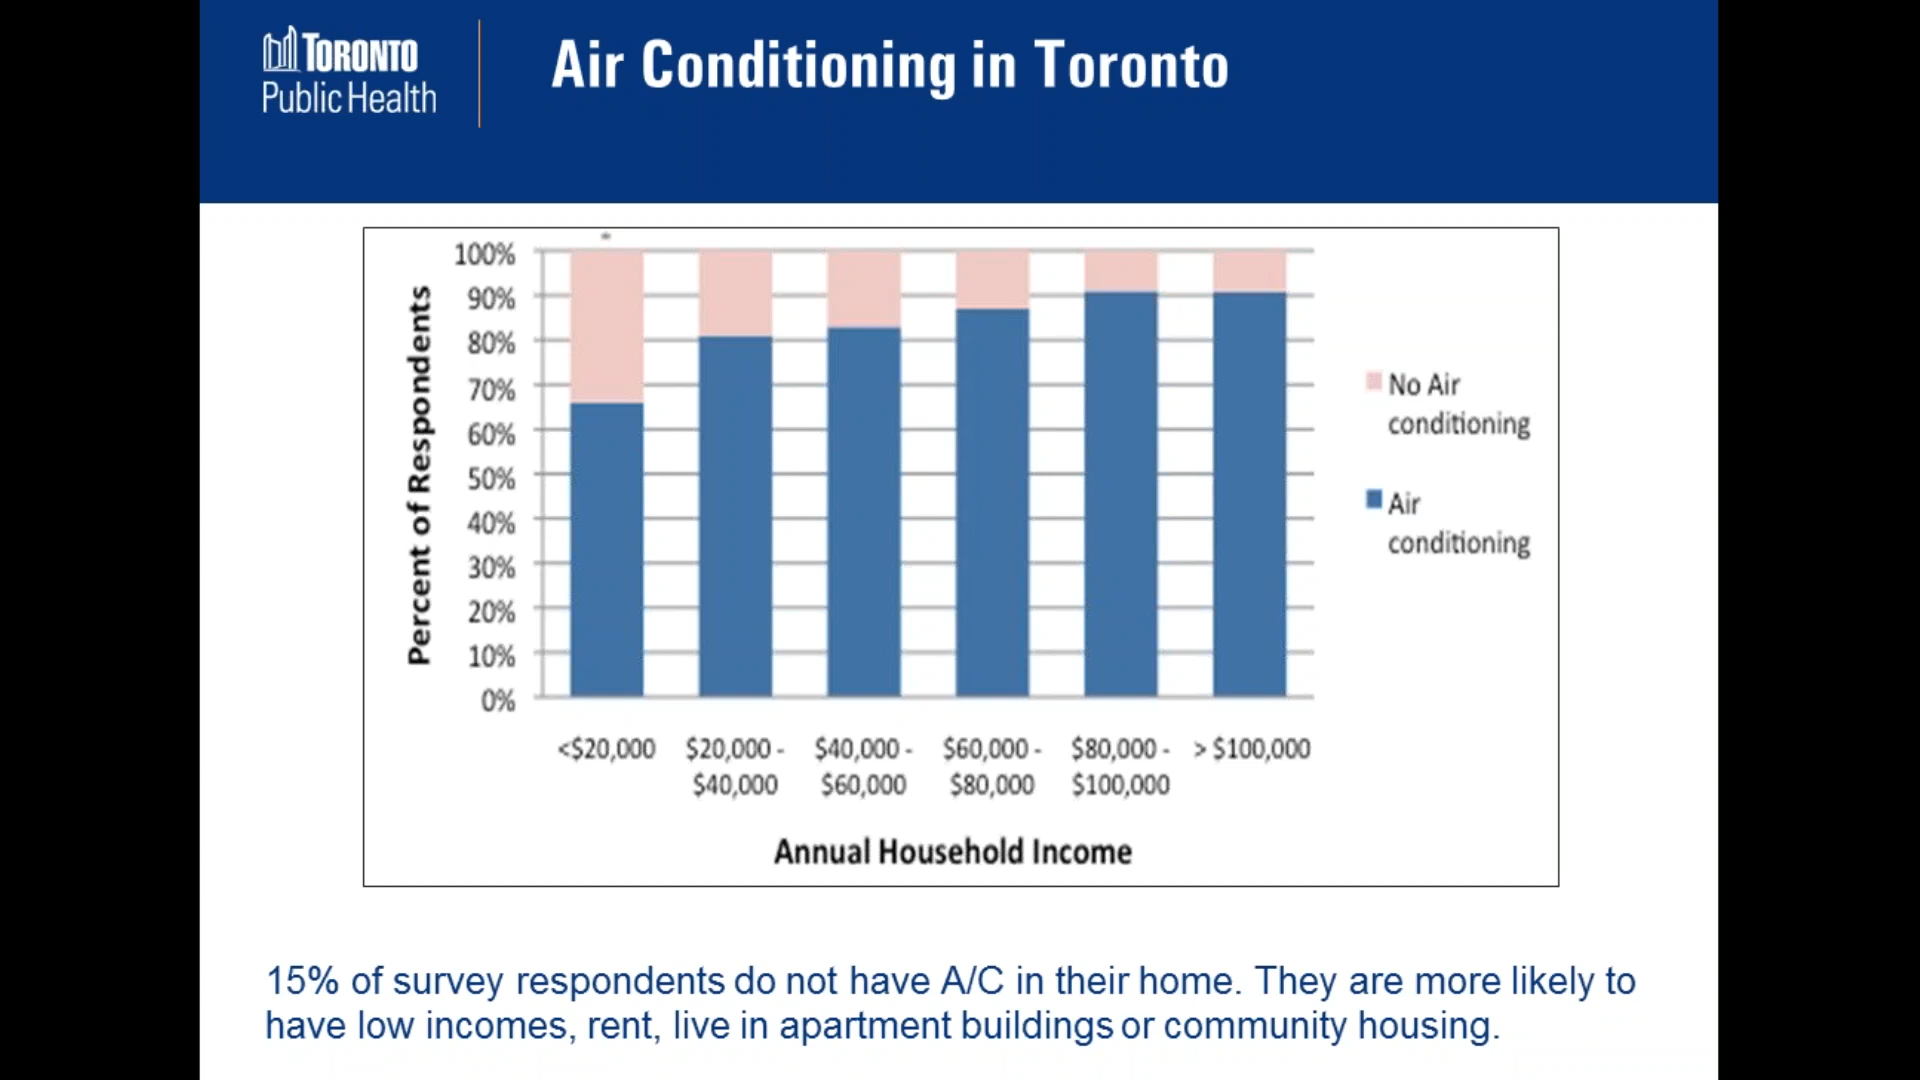 TORONTO
Public Health
Air Conditioning in Toronto
*
100%
90%
80%
70%
60%
50%
40%
30%
20%
10%
0%
Percent of Respondents
<$20,000
$20,000 -
$40,000
$40,000 -
$60,000
$60,000 -
$80,000
$80,000 -
$100,000
> $100,000
Annual Household Income
No Air
conditioning
Air
conditioning
15% of survey respondents do not have A/C in their home. They are more likely to
have low incomes, rent, live in apartment buildings or community housing.